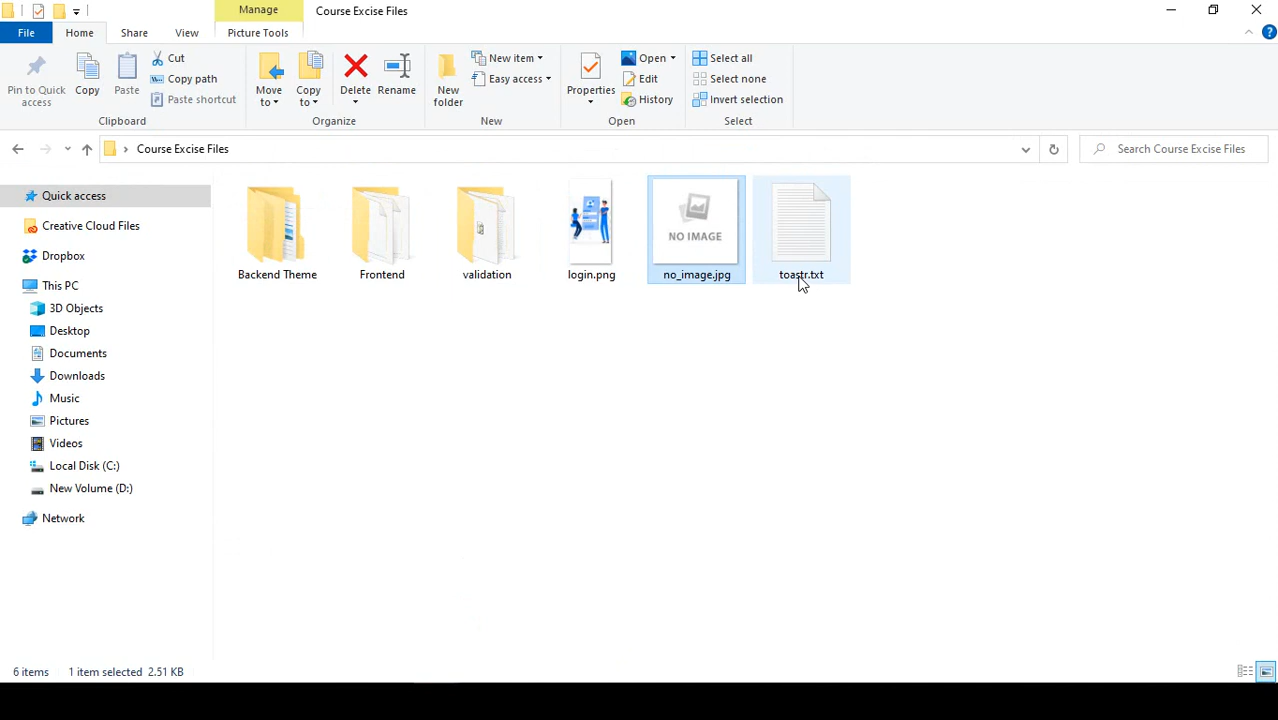 Manage
Course Excise Files
File
Home
Share
View
Picture Tools
Pin to Quick access
Copy
Paste
Cut
Copy path
Paste shortcut
Clipboard
Move to
Copy to
Delete
Rename
Organize
New folder
New item
Easy access
New
Properties
Open
Edit
History
Open
Select all
Select none
Invert selection
Select
Course Excise Files
Search Course Excise Files
Quick access
Creative Cloud Files
Dropbox
This PC
3D Objects
Desktop
Documents
Downloads
Music
Pictures
Videos
Local Disk (C:)
New Volume (D:)
Network
NO IMAGE
Backend Theme
Frontend
validation
login.png
no_image.jpg
toastr.txt
6 items
1 item selected 2.51 KB